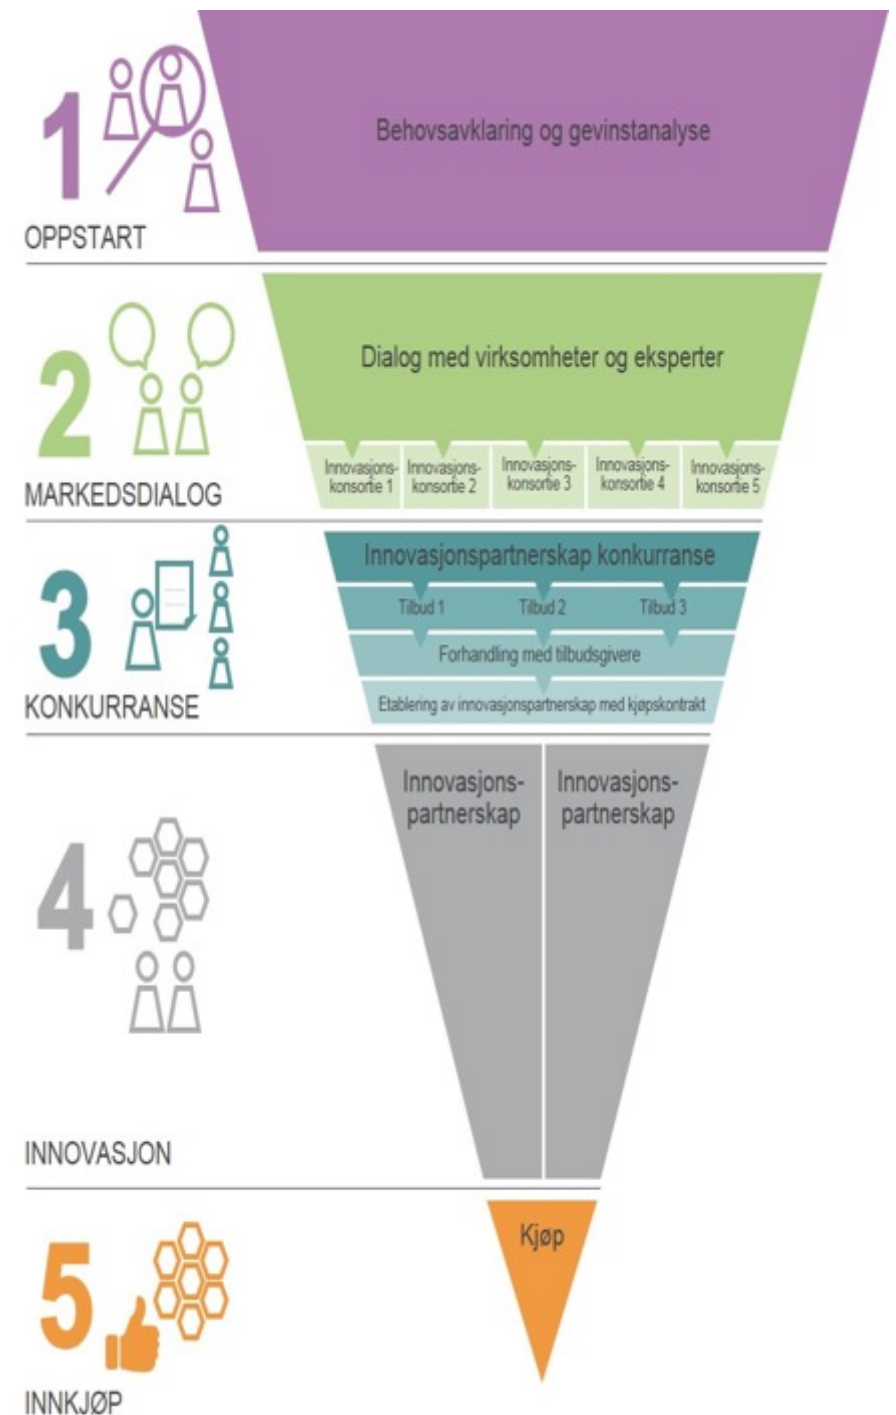 1
OPPSTART
Behovsavklaring og gevinstanalyse
2
MARKEDSDIALOG
Dialog med virksomheter og eksperter
Innovasjons-
konsortie 1
Innovasjons-
konsortie 2
Innovasjons-
konsortie 3
Innovasjons-
konsortie 4
Innovasjons-
konsortie 5
3
KONKURRANSE
Innovasjonspartnerskap konkurranse
Tilbud 1
Tilbud 2
Tilbud 3
Forhandling med tilbudsgivere
Etablering av innovasjonspartnerskap med kjøpskontrakt
4
INNOVASJON
Innovasjons-
partnerskap
Innovasjons-
partnerskap
5
INNKJØP
Kjøp